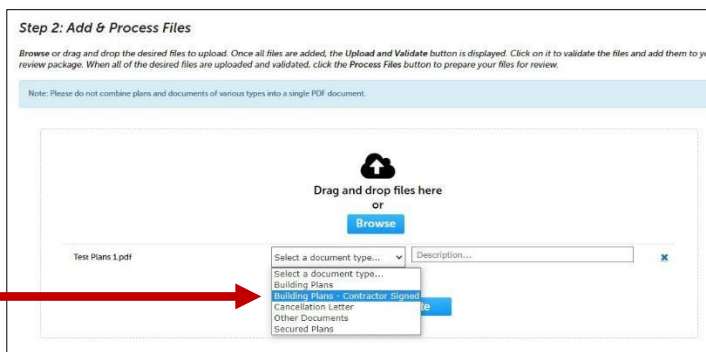 Step 2: Add & Process Files
Browse or drag and drop the desired files to upload. Once all files are added, the Upload and Validate button is displayed. Click on it to validate the files and add them to
review package. When all of the desired files are uploaded and validated, click the Process Files button to prepare your files for review.
Note: Please do not combine plans and documents of various types into a single PDF document.
Drag and drop files here
or
Browse
Test Plans 1.pdf
Select a document type...
Description...
Select a document type...
Building Plans
Building Plans - Contractor Signed
Cancellation Letter
Other Documents
Secured Plans